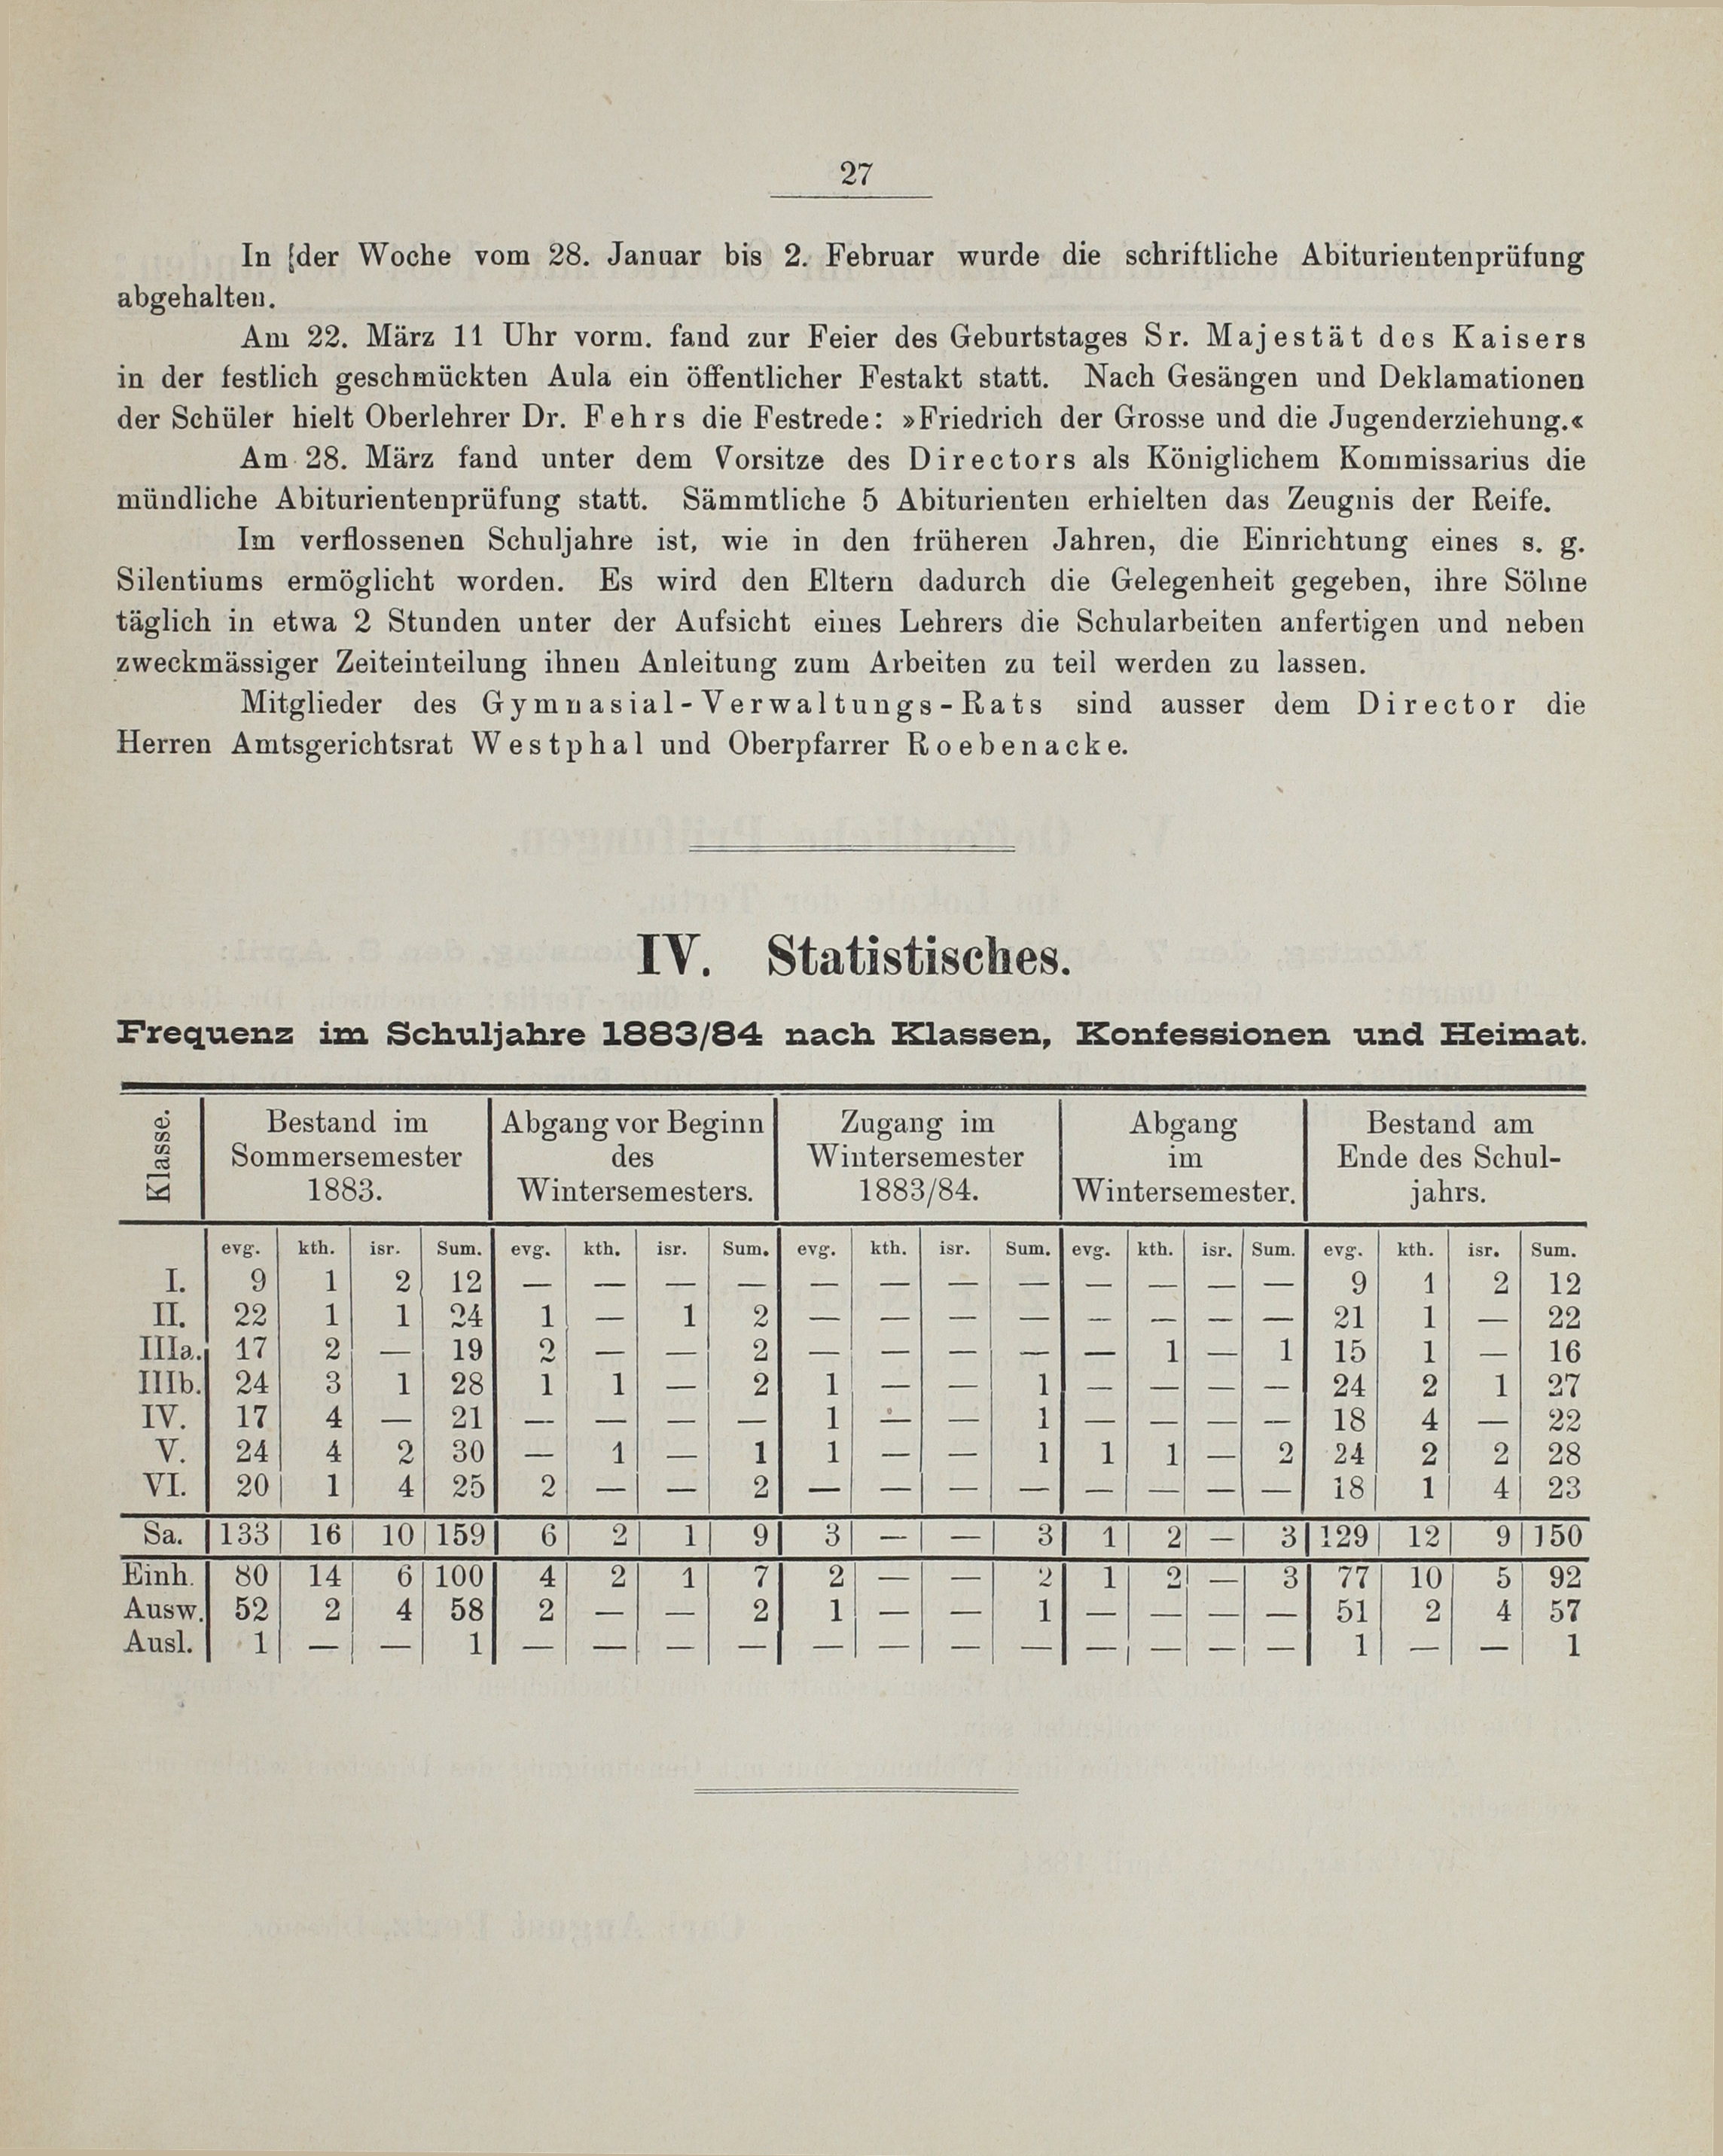 27
In der Woche vom 28. Januar bis 2. Februar wurde die schriftliche Abiturientenprüfung
abgehalten.
Am 22. März 11 Uhr vorm. fand zur Feier des Geburtstages Sr. Majestät des Kaisers
in der festlich geschmückten Aula ein öffentlicher Festakt statt. Nach Gesängen und Deklamationen
der Schüler hielt Oberlehrer Dr. Fehrs die Festrede: »Friedrich der Grosse und die Jugenderziehung.«
Am 28. März fand unter dem Vorsitze des Directors als Königlichem Kommissarius die
mündliche Abiturientenprüfung statt. Sämmtliche 5 Abiturienten erhielten das Zeugnis der Reife.
Im verflossenen Schuljahre ist, wie in den früheren Jahren, die Einrichtung eines s. g.
Silentiums ermöglicht worden. Es wird den Eltern dadurch die Gelegenheit gegeben, ihre Söhne
täglich in etwa 2 Stunden unter der Aufsicht eines Lehrers die Schularbeiten anfertigen und neben
zweckmässiger Zeiteinteilung ihnen Anleitung zum Arbeiten zu teil werden zu lassen.
Mitglieder des Gymnasial-Verwaltungs-Rats sind ausser dem Director die
Herren Amtsgerichtsrat Westphal und Oberpfarrer Roebenacke.
IV. Statistisches.
Frequenz im Schuljahre 1883/84 nach Klassen, Konfessionen und Heimat.
Klasse.
Bestand im
Sommersemester
1883.
Abgang vor Beginn
des
Wintersemesters.
Zugang im
Wintersemester
1883/84.
Abgang
im
Wintersemester.
Bestand am
Ende des Schul-
jahrs.
evg. kth. isr. Sum. evg. kth. isr. Sum. evg. kth. isr. Sum. evg. kth. isr. Sum. evg. kth. isr. Sum.
I. 9 1 2 12 — — — — — — — — — — — — 9 1 2 12
II. 22 1 1 24 1 — 1 2 — — — — — — — — 21 1 — 22
IIIa. 17 2 — 19 2 — — 2 — — — — — 1 — 1 15 1 — 16
IIIb. 24 3 1 28 1 1 — 2 1 — — 1 — — — — 24 2 1 27
IV. 17 4 — 21 — — — — 1 — — 1 — — — — 18 4 — 22
V. 24 4 2 30 — 1 — 1 1 — — 1 1 1 — 2 24 2 2 28
VI. 20 1 4 25 2 — — 2 — — — — — — — — 18 1 4 23
Sa. 133 16 10 159 6 2 1 9 3 — — 3 1 2 — 3 129 12 9 150
Einh. 80 14 6 100 4 2 1 7 2 — — 2 1 2 — 3 77 10 5 92
Ausw. 52 2 4 58 2 — — 2 1 — — 1 — — — — 51 2 4 57
Ausl. 1 — — 1 — — — — — — — — — — — — 1 — — 1